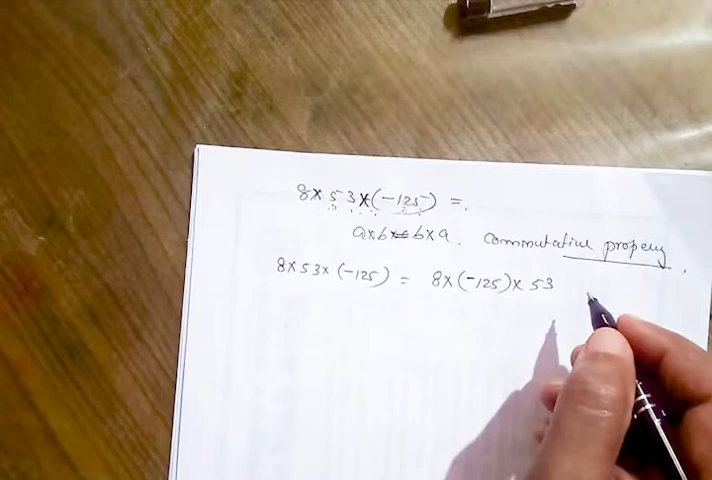 8×53×(-125) =.
a×b = b×a. Commutative property.
8×53×(-125) = 8×(-125)×53